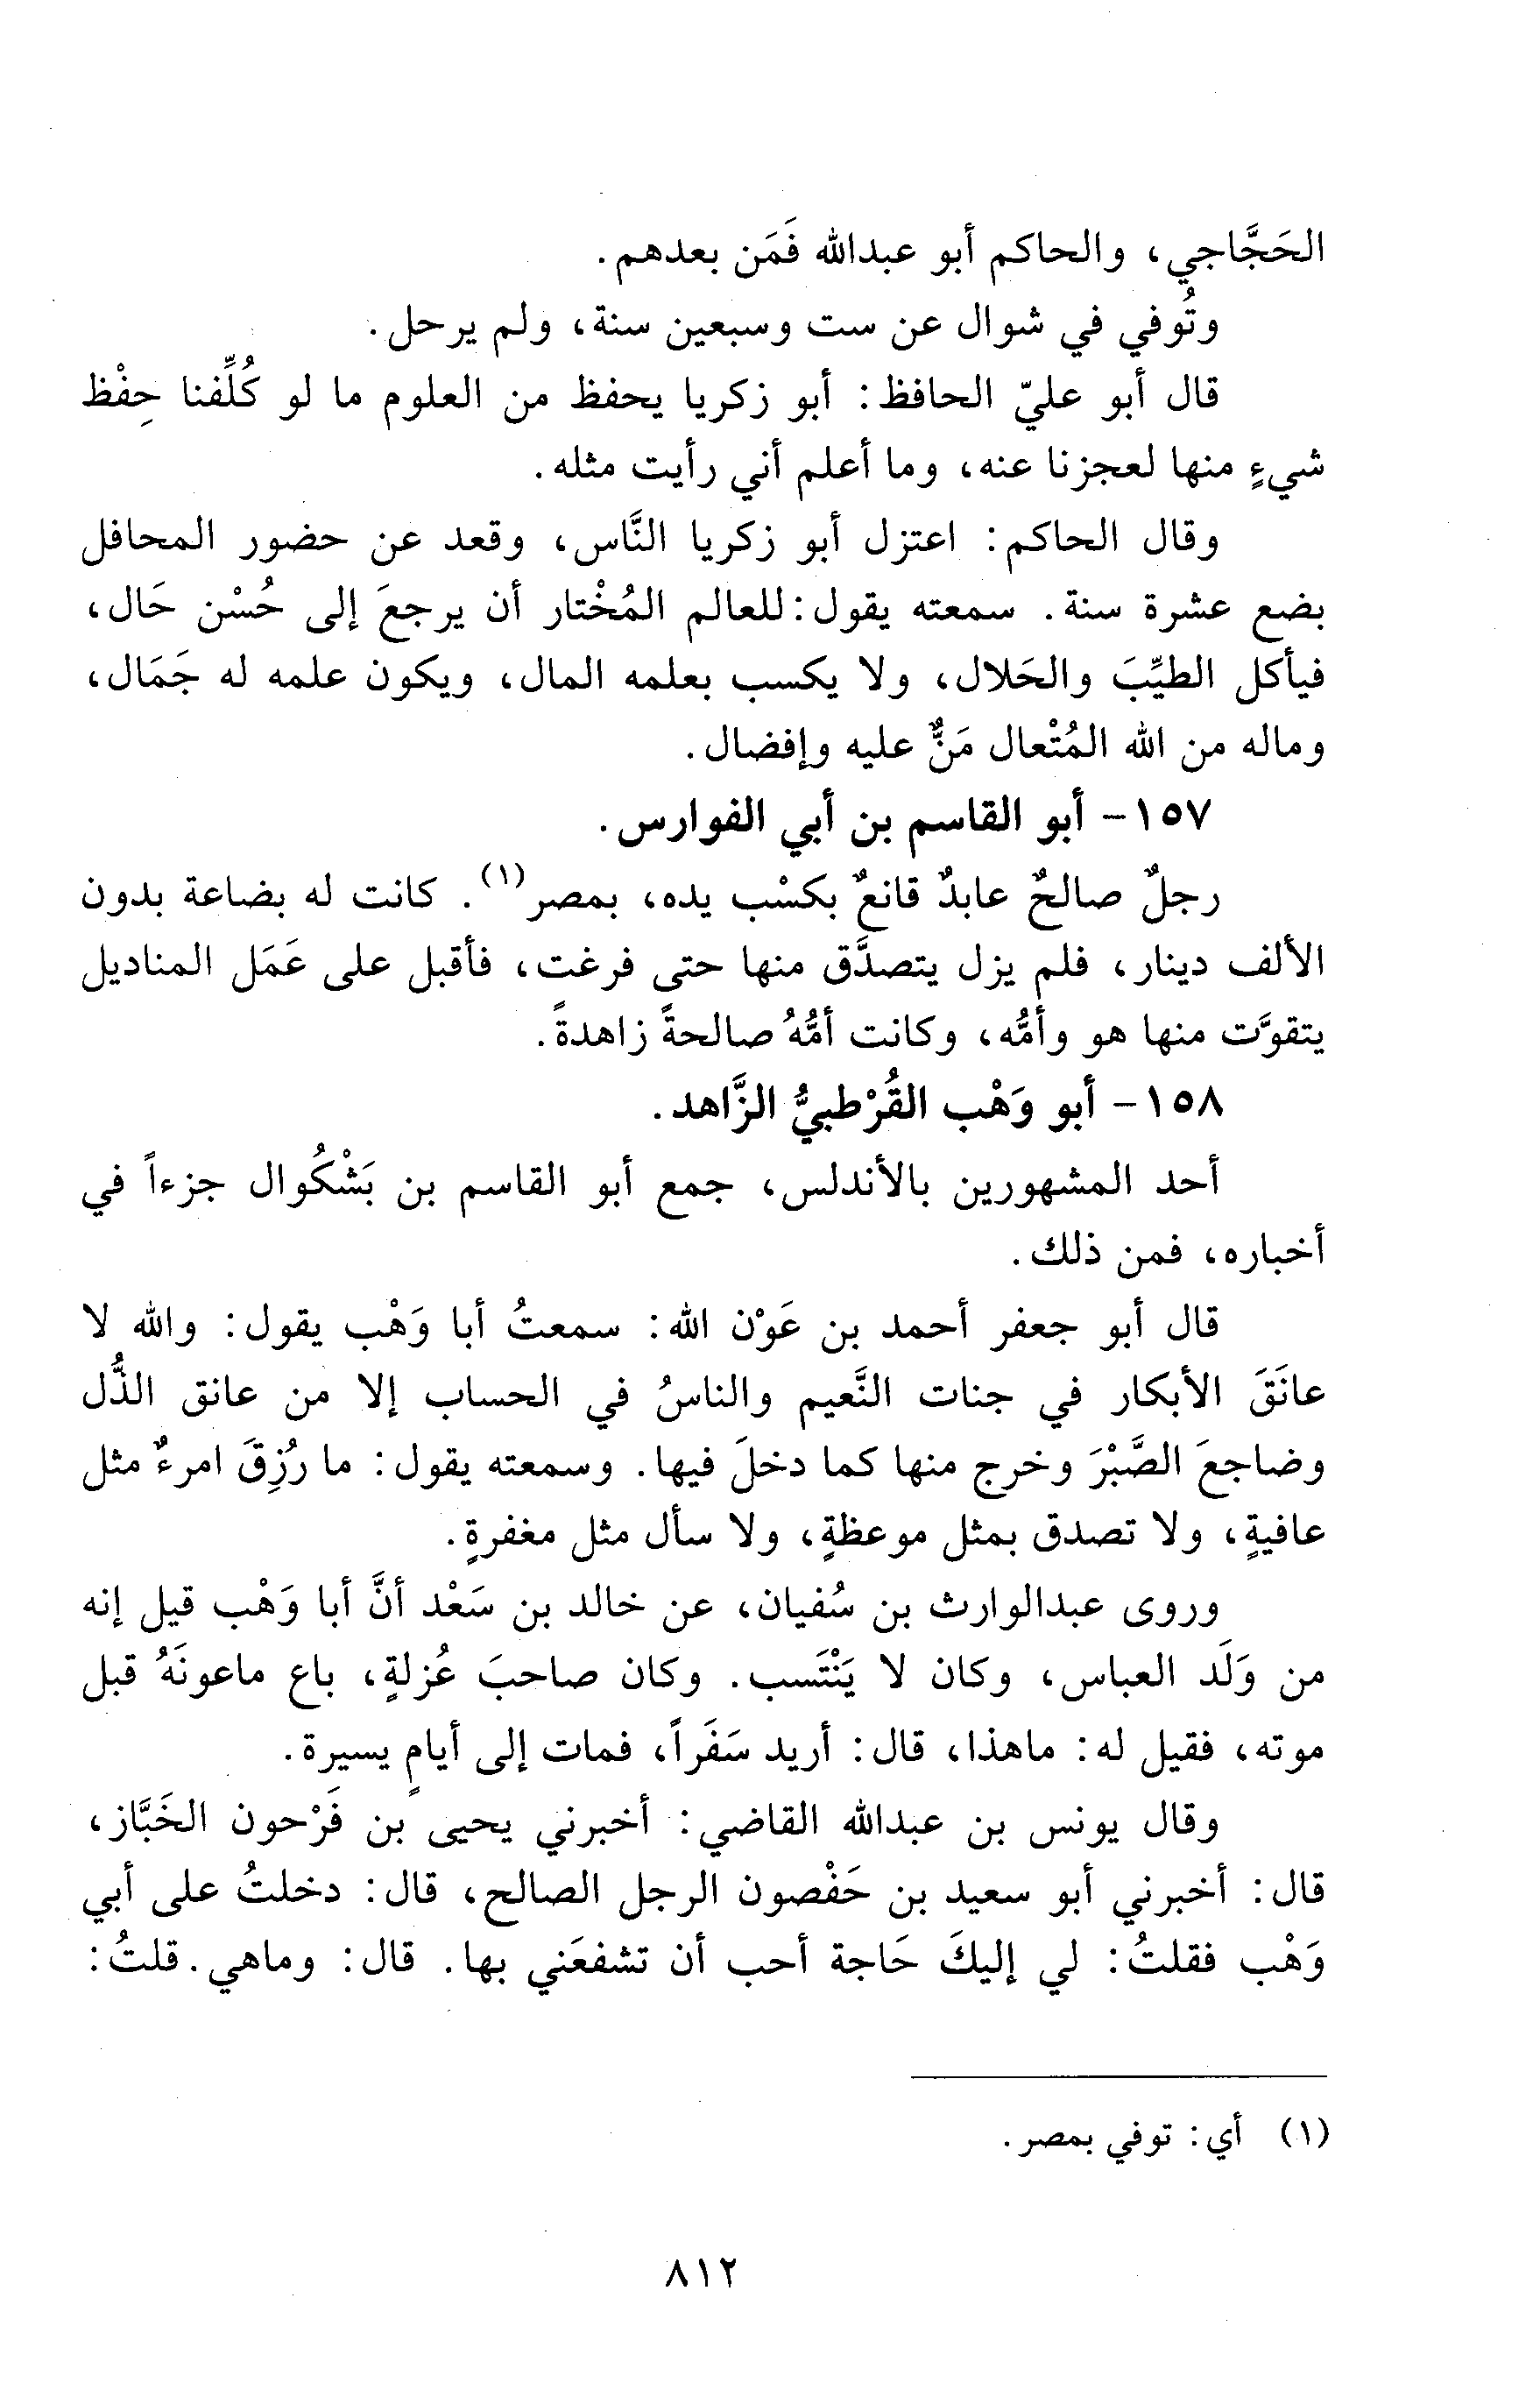 الحَجَّاجي، والحاكم أبو عبدالله فَمَن بعدهم.
وتُوفي في شوال عن ست وسبعين سنة، ولم يرحل.
قال أبو عليّ الحافظ: أبو زكريا يحفظ من العلوم ما لو كُلِّفنا حِفْظ
شيءٍ منها لعجزنا عنه، وما أعلم أني رأيت مثله.
وقال الحاكم: اعتزل أبو زكريا النَّاس، وقعد عن حضور المحافل
بضع عشرة سنة. سمعته يقول: للعالم المُخْتار أن يرجعَ إلى حُسْن حَال،
فيأكل الطيِّبَ والحَلال، ولا يكسب بعلمه المال، ويكون علمه له جَمَال،
وماله من الله المُتْعال مَنٌّ عليه وإفضال.
١٥٧- أبو القاسم بن أبي الفوارس.
رجلٌ صالحٌ عابدٌ قانعٌ بكسْب يده، بمصر(١). كانت له بضاعة بدون
الألف دينار، فلم يزل يتصدَّق منها حتى فرغت، فأقبل على عَمَل المناديل
يتقوَّت منها هو وأمُّه، وكانت أمُّهُ صالحةً زاهدةً.
١٥٨- أبو وَهْب القُرْطبيُّ الزَّاهد.
أحد المشهورين بالأندلس، جمع أبو القاسم بن بَشْكُوال جزءاً في
أخباره، فمن ذلك.
قال أبو جعفر أحمد بن عَوْن الله: سمعتُ أبا وَهْب يقول: والله لا
عانَقَ الأبكار في جنات النَّعيم والناسُ في الحساب إلا من عانق الذُّل
وضاجعَ الصَّبْرَ وخرج منها كما دخلَ فيها. وسمعته يقول: ما رُزِقَ امرءٌ مثل
عافيةٍ، ولا تصدق بمثل موعظةٍ، ولا سأل مثل مغفرةٍ.
وروى عبدالوارث بن سُفيان، عن خالد بن سَعْد أنَّ أبا وَهْب قيل إنه
من وَلَد العباس، وكان لا يَنْتَسب. وكان صاحبَ عُزلةٍ، باع ماعونَهُ قبل
موته، فقيل له: ماهذا، قال: أريد سَفَراً، فمات إلى أيامٍ يسيرة.
وقال يونس بن عبدالله القاضي: أخبرني يحيى بن فَرْحون الخَبَّاز،
قال: أخبرني أبو سعيد بن حَفْصون الرجل الصالح، قال: دخلتُ على أبي
وَهْب فقلتُ: لي إليكَ حَاجة أحب أن تشفعَني بها. قال: وماهي. قلتُ:
(١) أي: توفي بمصر.
٨١٢